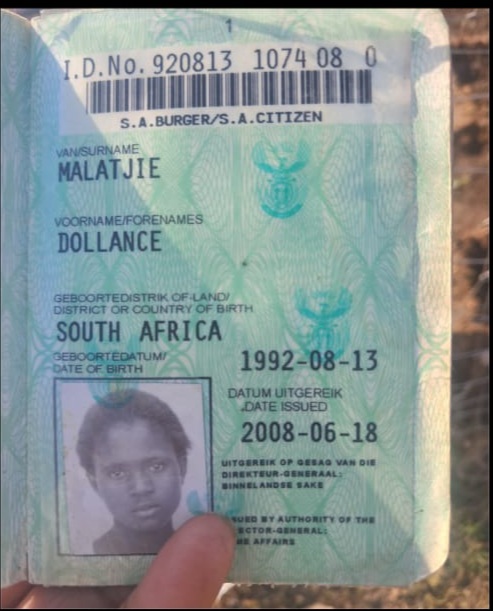 1
I.D.No. 920813 1074 08 0
S.A.BURGER/S.A.CITIZEN
VAN/SURNAME
MALATJIE
VOORNAME/FORENAMES
DOLLANCE
GEBOORTEDISTRIK OF-LAND/
DISTRICT OR COUNTRY OF BIRTH
SOUTH AFRICA
GEBOORTEDATUM/
DATE OF BIRTH
1992-08-13
DATUM UITGEREIK
DATE ISSUED
2008-06-18
UITGEREIK OP GESAG VAN DIE
DIREKTEUR-GENERAAL:
BINNELANDSE SAKE
BY AUTHORITY OF THE
AFFAIRS